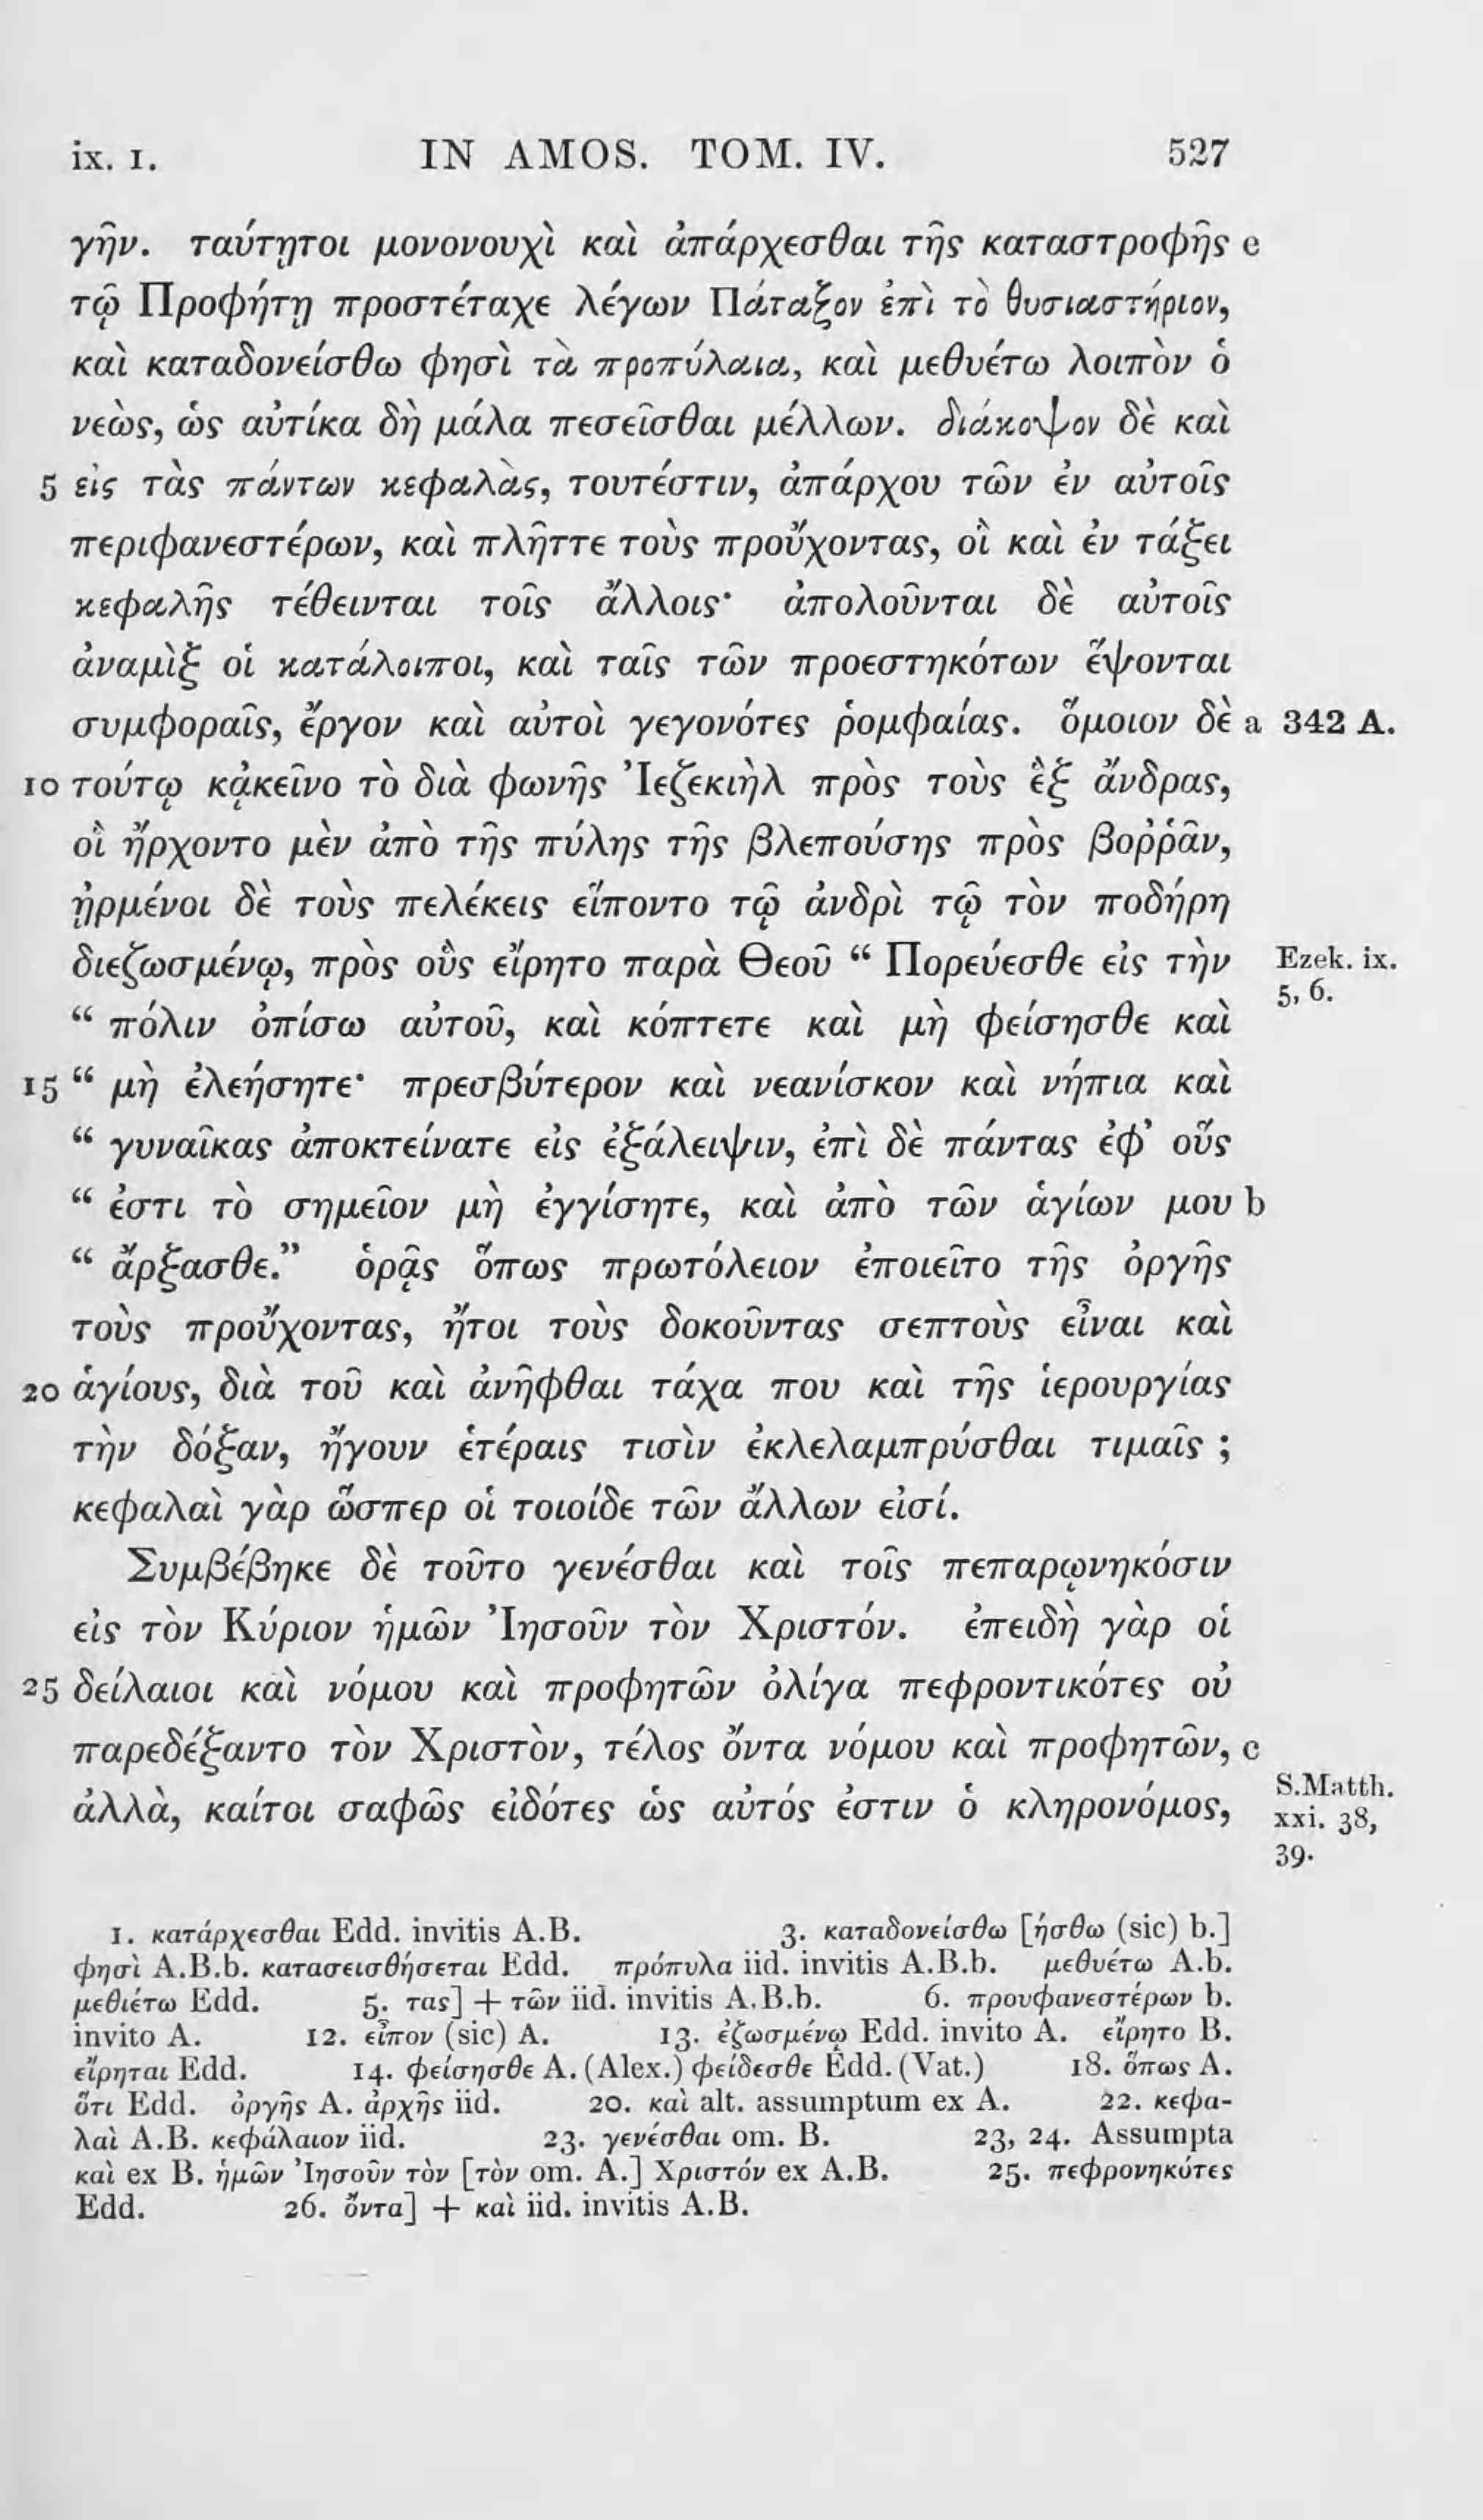 ix. 1. IN AMOS. TOM. IV. 527
γῆν. ταύτῃτοι μονονουχὶ καὶ ἀπάρχεσθαι τῆς καταστροφῆς e
τῷ Προφήτῃ προστέταχε λέγων Πάταξον ἐπὶ τὸ θυσιαστήριον,
καὶ καταδονείσθω φησὶ τὰ προπύλαια, καὶ μεθυέτω λοιπὸν ὁ
νεὼς, ὡς αὐτίκα δὴ μάλα πεσεῖσθαι μέλλων. διάκοψον δὲ καὶ
5 εἰς τὰς πάντων κεφαλὰς, τουτέστιν, ἀπάρχου τῶν ἐν αὐτοῖς
περιφανεστέρων, καὶ πλῆττε τοὺς προὔχοντας, οἳ καὶ ἐν τάξει
κεφαλῆς τέθεινται τοῖς ἄλλοις· ἀπολοῦνται δὲ αὐτοῖς
ἀναμὶξ οἱ κατάλοιποι, καὶ ταῖς τῶν προεστηκότων ἕψονται
συμφοραῖς, ἔργον καὶ αὐτοὶ γεγονότες ῥομφαίας. ὅμοιον δὲ a 342 A.
10 τούτῳ κᾀκεῖνο τὸ διὰ φωνῆς Ἰεζεκιὴλ πρὸς τοὺς ἓξ ἄνδρας,
οἳ ἤρχοντο μὲν ἀπὸ τῆς πύλης τῆς βλεπούσης πρὸς βοῤῥᾶν,
ᾐρμένοι δὲ τοὺς πελέκεις εἵποντο τῷ ἀνδρὶ τῷ τὸν ποδήρη
διεζωσμένῳ, πρὸς οὓς εἴρητο παρὰ Θεοῦ “ Πορεύεσθε εἰς τὴν Ezek. ix.
5, 6.
“ πόλιν ὀπίσω αὐτοῦ, καὶ κόπτετε καὶ μὴ φείσησθε καὶ
15 “ μὴ ἐλεήσητε· πρεσβύτερον καὶ νεανίσκον καὶ νήπια καὶ
“ γυναῖκας ἀποκτείνατε εἰς ἐξάλειψιν, ἐπὶ δὲ πάντας ἐφ’ οὕς
“ ἐστι τὸ σημεῖον μὴ ἐγγίσητε, καὶ ἀπὸ τῶν ἁγίων μου b
“ ἄρξασθε.” ὁρᾷς ὅπως πρωτόλειον ἐποιεῖτο τῆς ὀργῆς
τοὺς προὔχοντας, ἤτοι τοὺς δοκοῦντας σεπτοὺς εἶναι καὶ
20 ἁγίους, διὰ τοῦ καὶ ἀνῆφθαι τάχα που καὶ τῆς ἱερουργίας
τὴν δόξαν, ἤγουν ἑτέραις τισὶν ἐκλελαμπρύσθαι τιμαῖς ;
κεφαλαὶ γὰρ ὥσπερ οἱ τοιοίδε τῶν ἄλλων εἰσί.
Συμβέβηκε δὲ τοῦτο γενέσθαι καὶ τοῖς πεπαρῳνηκόσιν
εἰς τὸν Κύριον ἡμῶν Ἰησοῦν τὸν Χριστόν. ἐπειδὴ γὰρ οἱ
25 δείλαιοι καὶ νόμου καὶ προφητῶν ὀλίγα πεφροντικότες οὐ
παρεδέξαντο τὸν Χριστὸν, τέλος ὄντα νόμου καὶ προφητῶν, c
ἀλλὰ, καίτοι σαφῶς εἰδότες ὡς αὐτός ἐστιν ὁ κληρονόμος, S.Matth.
xxi. 38,
39.
1. κατάρχεσθαι Edd. invitis A.B. 3. καταδονείσθω [ήσθω (sic) b.]
φησὶ A.B.b. κατασεισθήσεται Edd. πρόπυλα iid. invitis A.B.b. μεθυέτω A.b.
μεθιέτω Edd. 5. τας] + τῶν iid. invitis A.B.b. 6. προυφανεστέρων b.
invito A. 12. εἶπον (sic) A. 13. ἐζωσμένῳ Edd. invito A. εἴρητο B.
εἴρηται Edd. 14. φείσησθε A. (Alex.) φείδεσθε Edd. (Vat.) 18. ὅπως A.
ὅτι Edd. ὀργῆς A. ἀρχῆς iid. 20. καὶ alt. assumptum ex A. 22. κεφα-
λαὶ A.B. κεφάλαιον iid. 23. γενέσθαι om. B. 23, 24. Assumpta
καὶ ex B. ἡμῶν Ἰησοῦν τὸν [τὸν om. A.] Χριστόν ex A.B. 25. πεφρονηκότες
Edd. 26. ὄντα] + καὶ iid. invitis A.B.